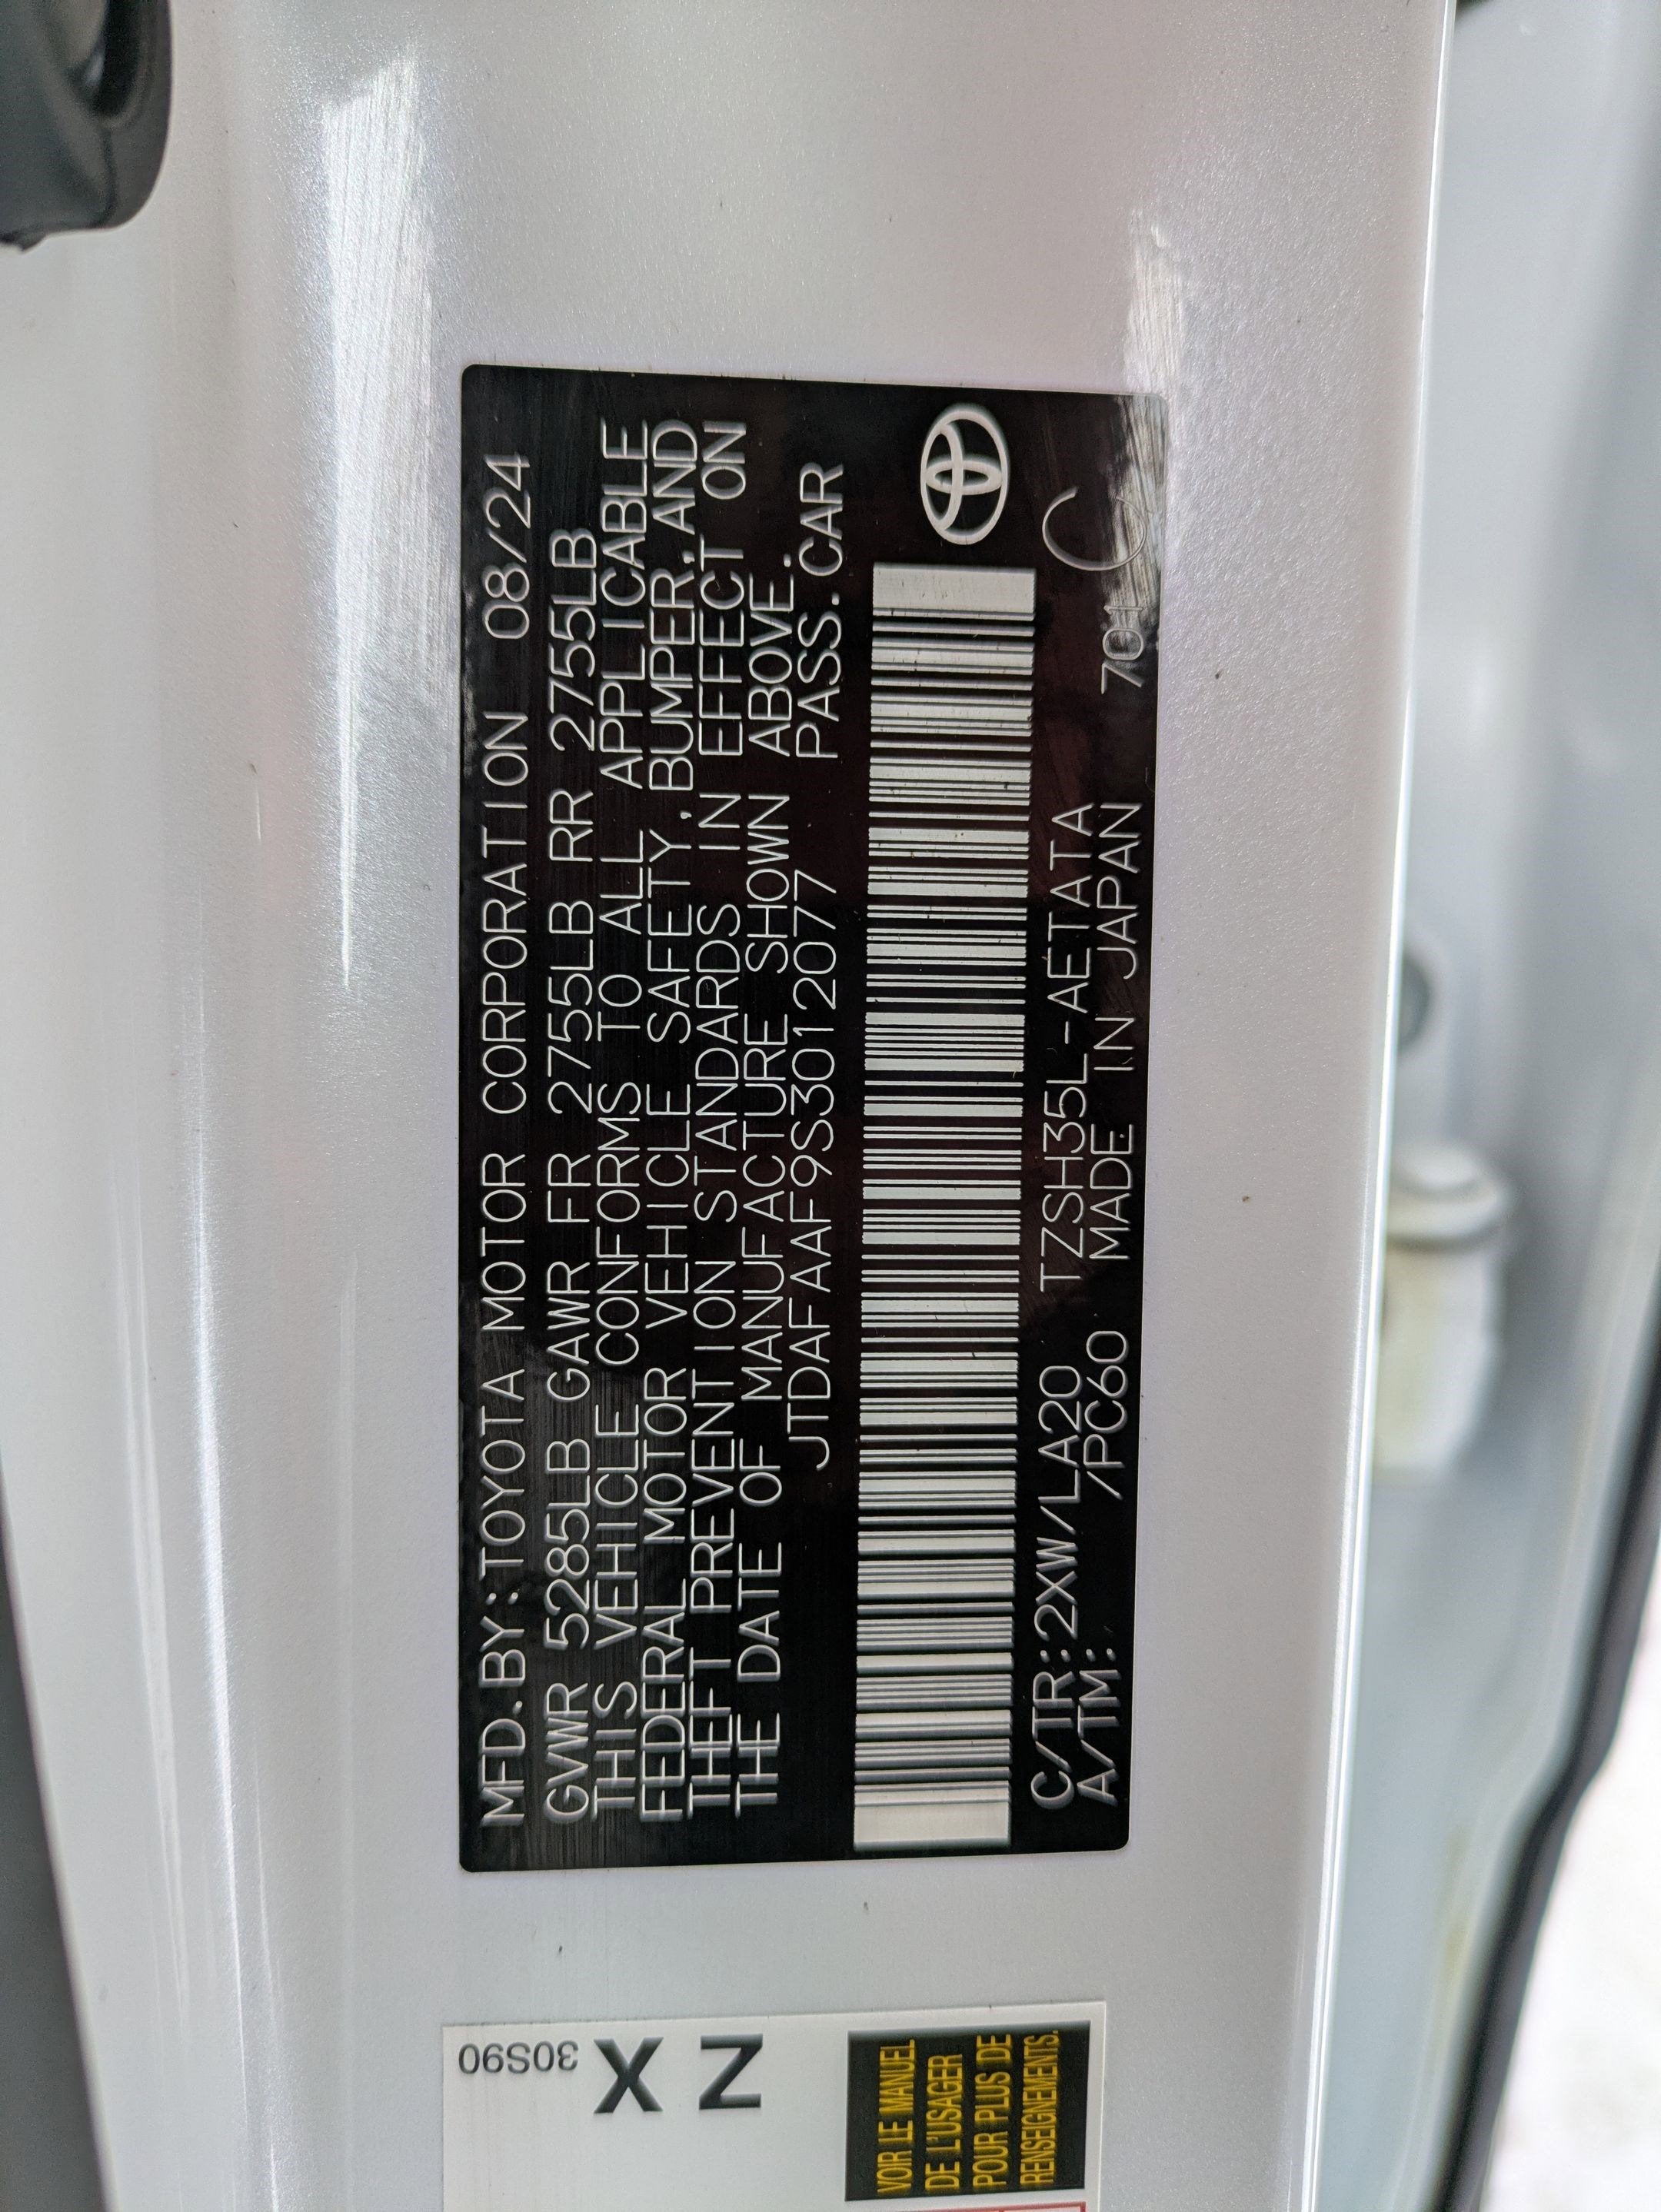 MFD.BY:TOYOTA MOTOR CORPORATION 08/24
GVWR 5285LB GAWR FR 2755LB RR 2755LB
THIS VEHICLE CONFORMS TO ALL APPLICABLE
FEDERAL MOTOR VEHICLE SAFETY,BUMPER,AND
THEFT PREVENTION STANDARDS IN EFFECT ON
THE DATE OF MANUFACTURE SHOWN ABOVE.
JTDAFAAF9S3012077 PASS.CAR
C/TR:2XW/LA20 TZSH35L-AETATA
A/TM: /PC60 MADE IN JAPAN 701 C
30S90
X
Z
VOIR LE MANUEL
DE L'USAGER
POUR PLUS DE
RENSEIGNEMENTS.